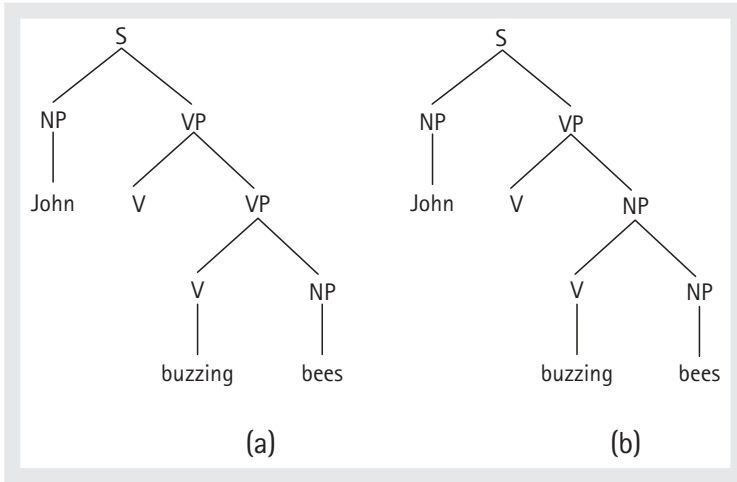 S S
NP VP NP VP
John V VP John V NP
V NP V NP
buzzing bees buzzing bees
(a) (b)